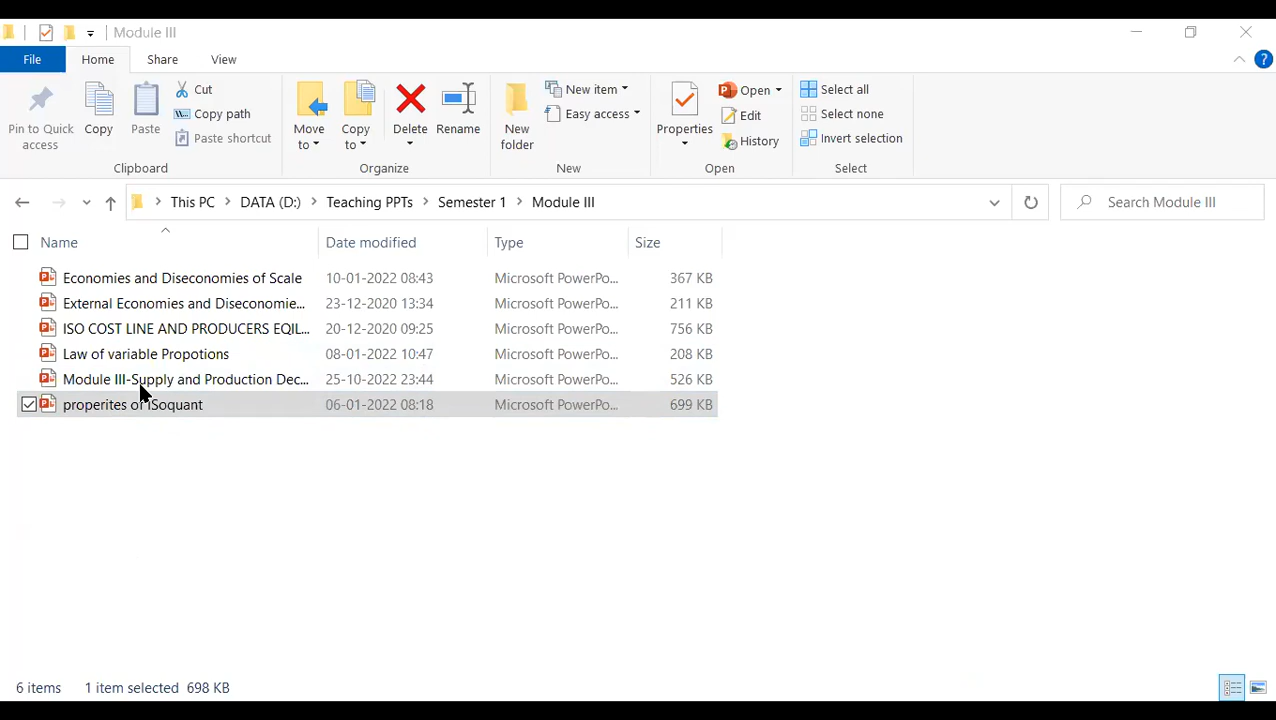 Module III
File Home Share View
Pin to Quick access
Copy
Paste
Cut
Copy path
Paste shortcut
Clipboard
Move to
Copy to
Delete
Rename
Organize
New folder
New item
Easy access
New
Properties
Open
Edit
History
Open
Select all
Select none
Invert selection
Select
This PC DATA (D:) Teaching PPTs Semester 1 Module III
Search Module III
Name Date modified Type Size
Economies and Diseconomies of Scale 10-01-2022 08:43 Microsoft PowerPo... 367 KB
External Economies and Diseconomie... 23-12-2020 13:34 Microsoft PowerPo... 211 KB
ISO COST LINE AND PRODUCERS EQIL... 20-12-2020 09:25 Microsoft PowerPo... 756 KB
Law of variable Propotions 08-01-2022 10:47 Microsoft PowerPo... 208 KB
Module III-Supply and Production Dec... 25-10-2022 23:44 Microsoft PowerPo... 526 KB
properites of ISoquant 06-01-2022 08:18 Microsoft PowerPo... 699 KB
6 items 1 item selected 698 KB